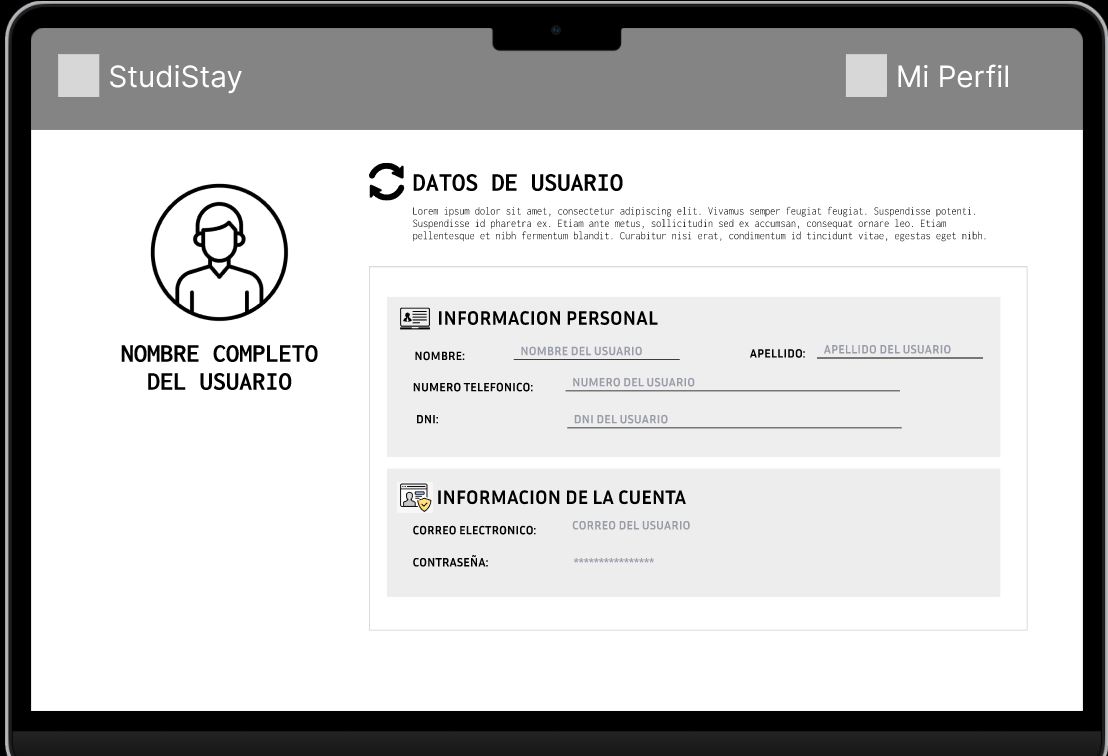 StudiStay
Mi Perfil
NOMBRE COMPLETO
DEL USUARIO
DATOS DE USUARIO
Lorem ipsum dolor sit amet, consectetur adipiscing elit. Vivamus semper feugiat feugiat. Suspendisse potenti.
Suspendisse id pharetra ex. Etiam ante metus, sollicitudin sed ex accumsan, consequat ornare leo. Etiam
pellentesque et nibh fermentum blandit. Curabitur nisi erat, condimentum id tincidunt vitae, egestas eget nibh.
INFORMACION PERSONAL
NOMBRE: NOMBRE DEL USUARIO APELLIDO: APELLIDO DEL USUARIO
NUMERO TELEFONICO: NUMERO DEL USUARIO
DNI: DNI DEL USUARIO
INFORMACION DE LA CUENTA
CORREO ELECTRONICO: CORREO DEL USUARIO
CONTRASEÑA: ****************